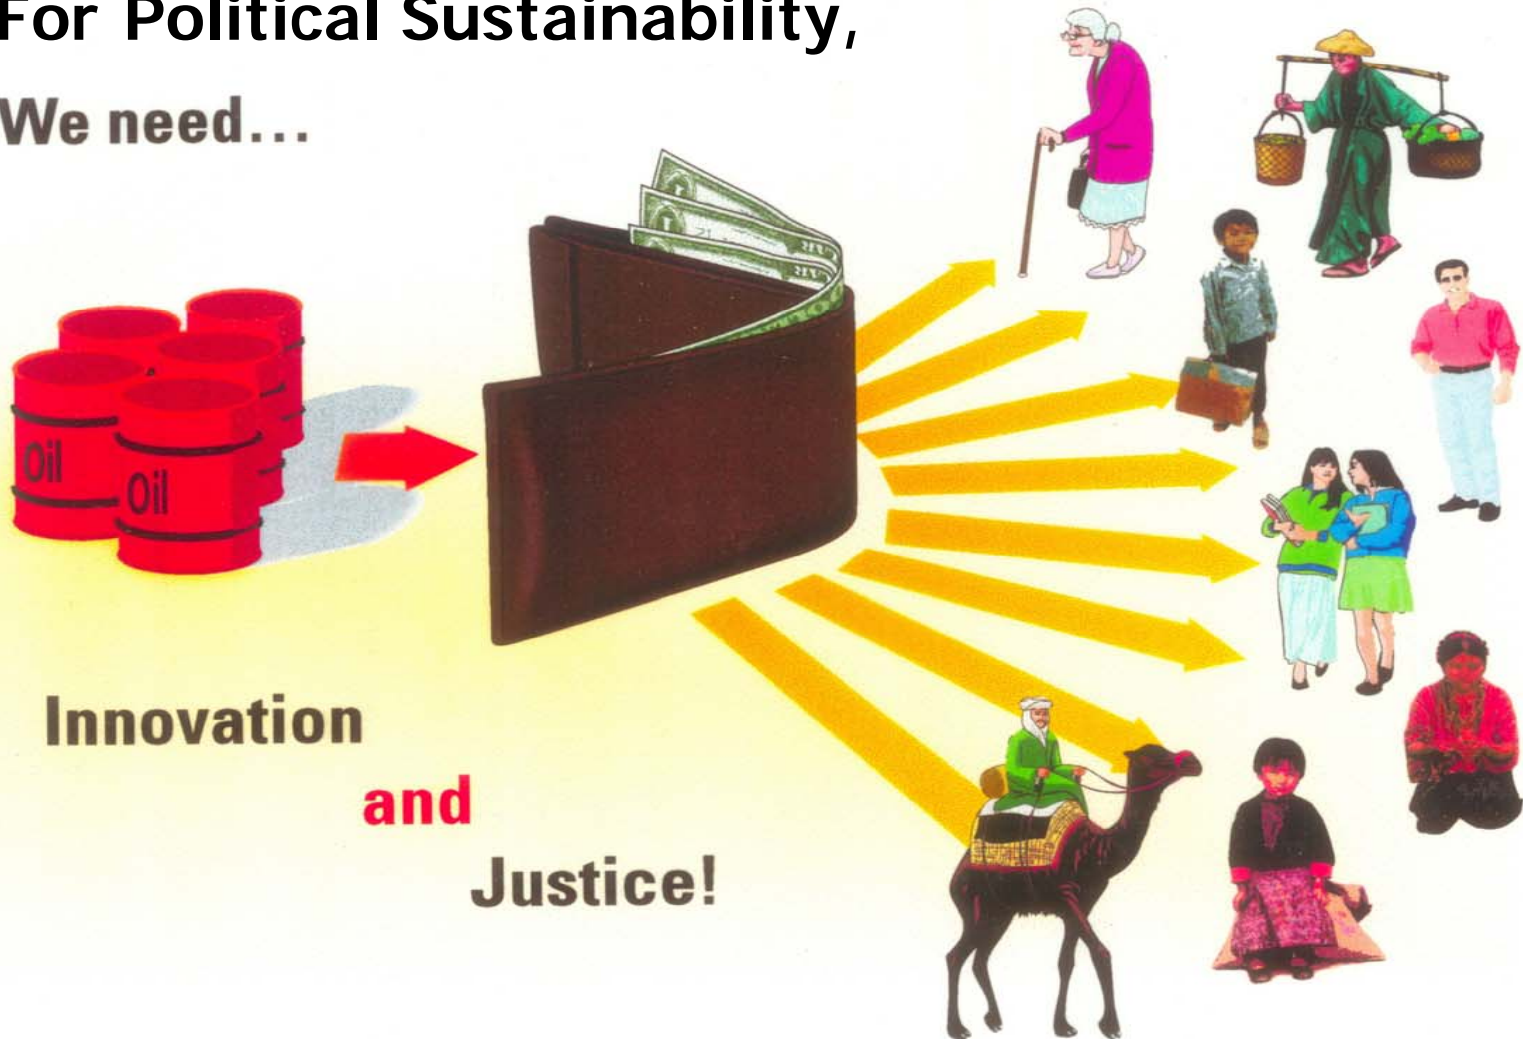 For Political Sustainability,
We need...
Oil
Oil
Innovation
and
Justice!